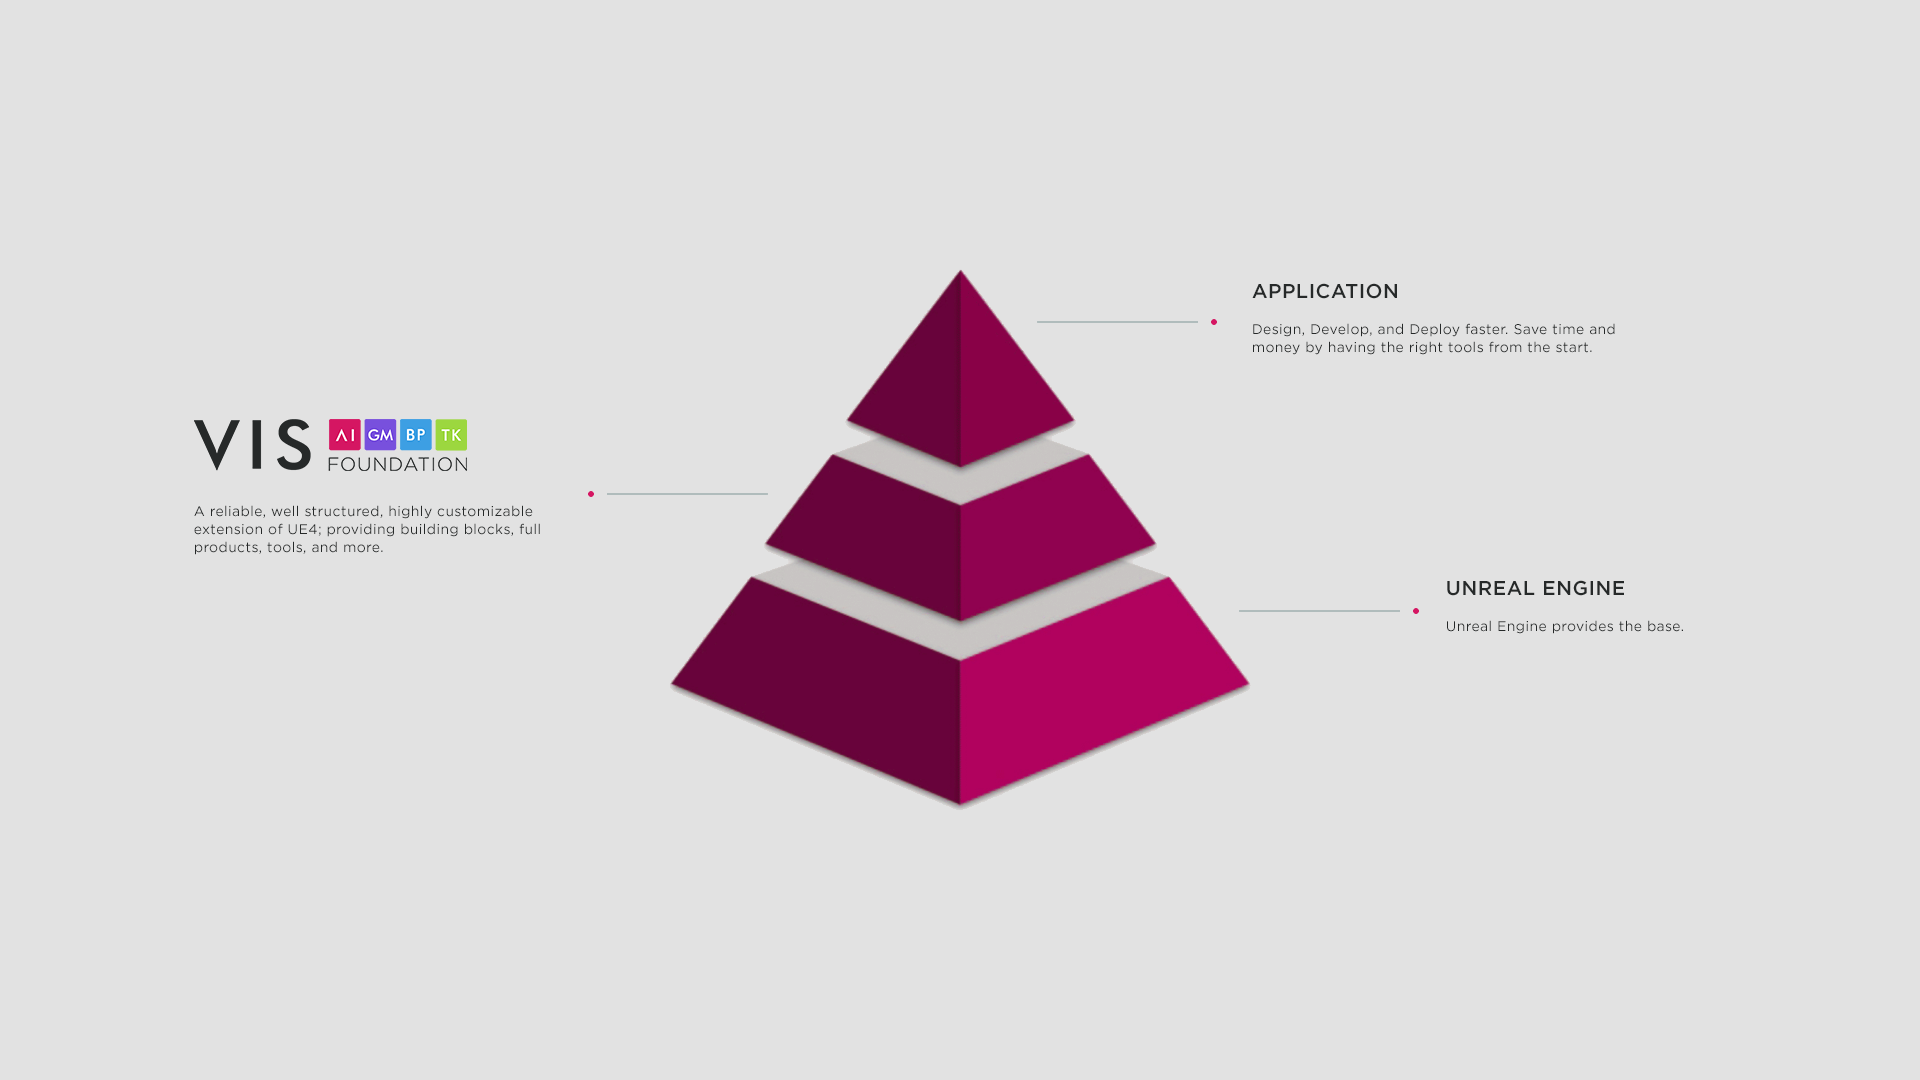 APPLICATION
Design, Develop, and Deploy faster. Save time and
money by having the right tools from the start.
VIS AI GM BP TK
FOUNDATION
A reliable, well structured, highly customizable
extension of UE4; providing building blocks, full
products, tools, and more.
UNREAL ENGINE
Unreal Engine provides the base.